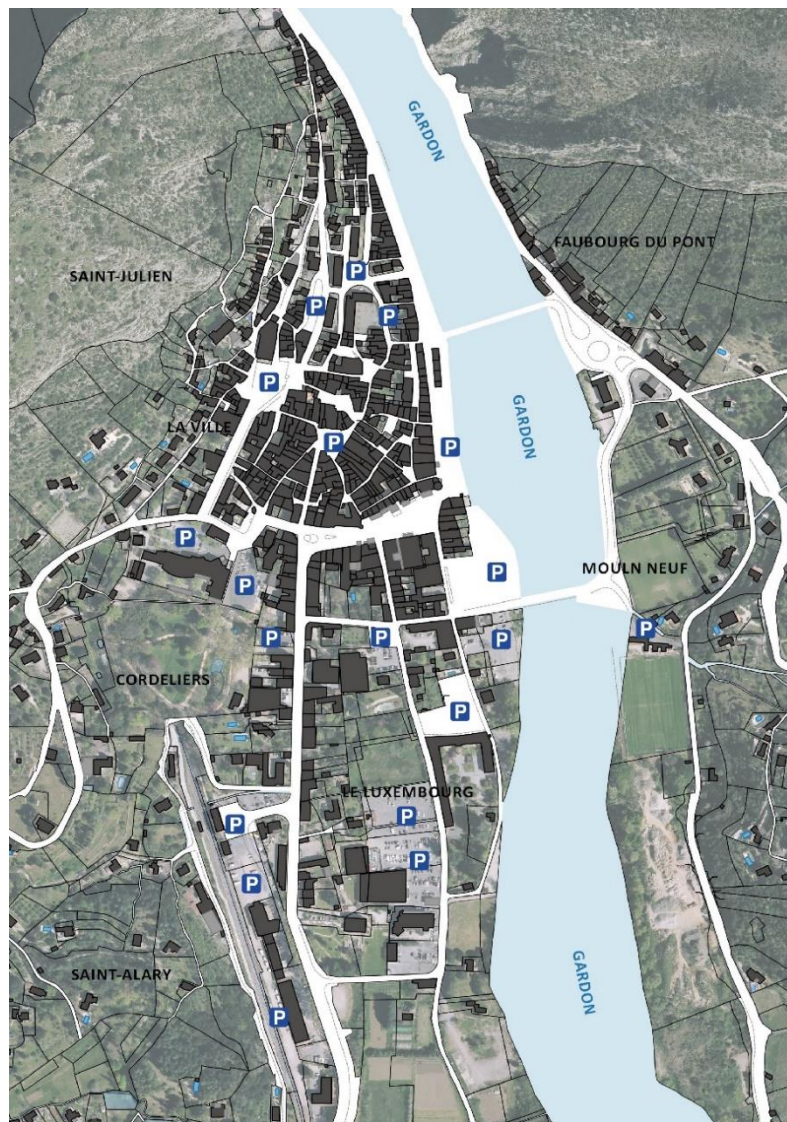 GARDON
FAUBOURG DU PONT
P
SAINT-JULIEN
P
P
P
GARDON
LA VILLE
P
P
P
MOULN NEUF
P
P
P
P
P
P
CORDELIERS
P
LE LUXEMBOURG
P
P
P
P
SAINT-ALARY
GARDON
P